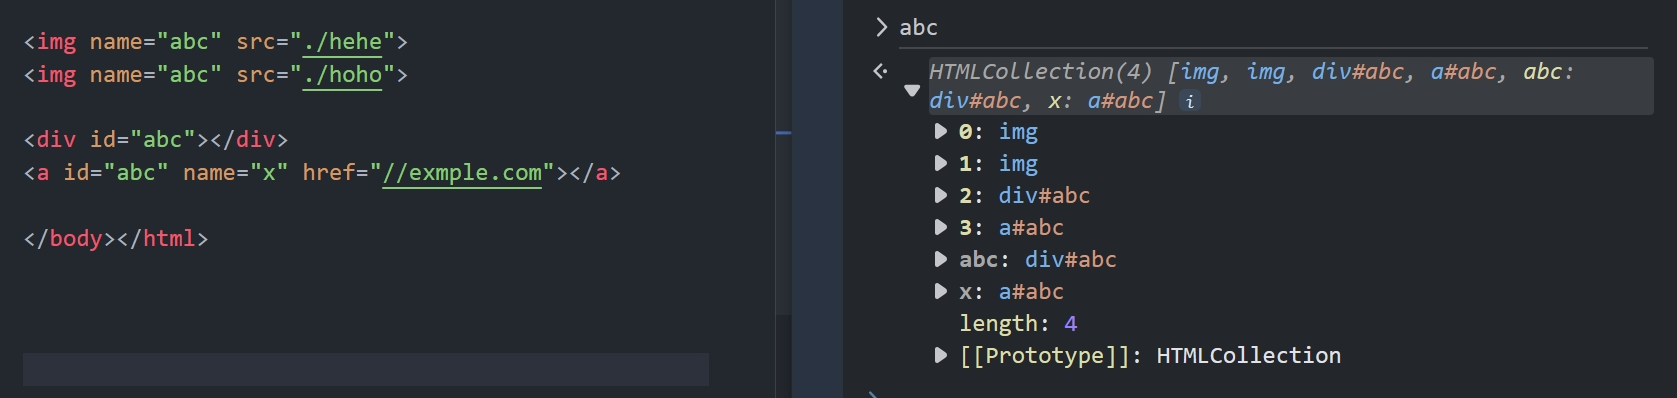 <img name="abc" src="./hehe">
<img name="abc" src="./hoho">
<div id="abc"></div>
<a id="abc" name="x" href="//exmple.com"></a>
</body></html>
abc
HTMLCollection(4) [img, img, div#abc, a#abc, abc:
div#abc, x: a#abc] i
0: img
1: img
2: div#abc
3: a#abc
abc: div#abc
x: a#abc
length: 4
[[Prototype]]: HTMLCollection